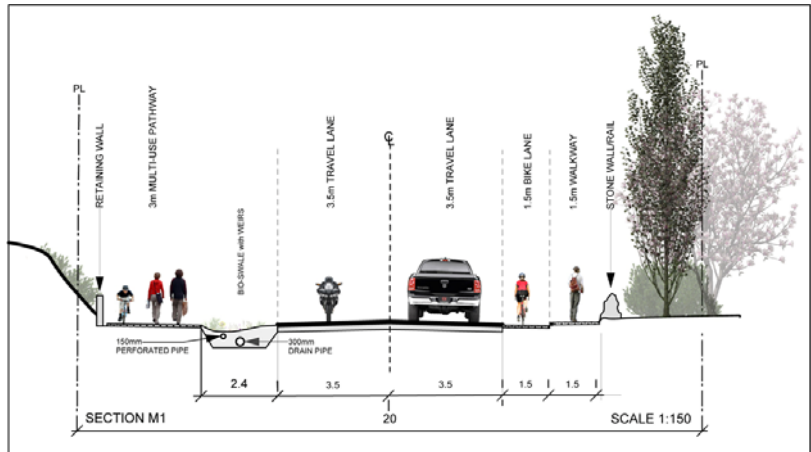 PL
RETAINING WALL
3m MULTI-USE PATHWAY
BIO-SWALE with WEIRS
3.5m TRAVEL LANE
℄
3.5m TRAVEL LANE
1.5m BIKE LANE
1.5m WALKWAY
STONE WALL/RAIL
PL
150mm
PERFORATED PIPE
300mm
DRAIN PIPE
2.4
3.5
3.5
1.5
1.5
SECTION M1
20
SCALE 1:150